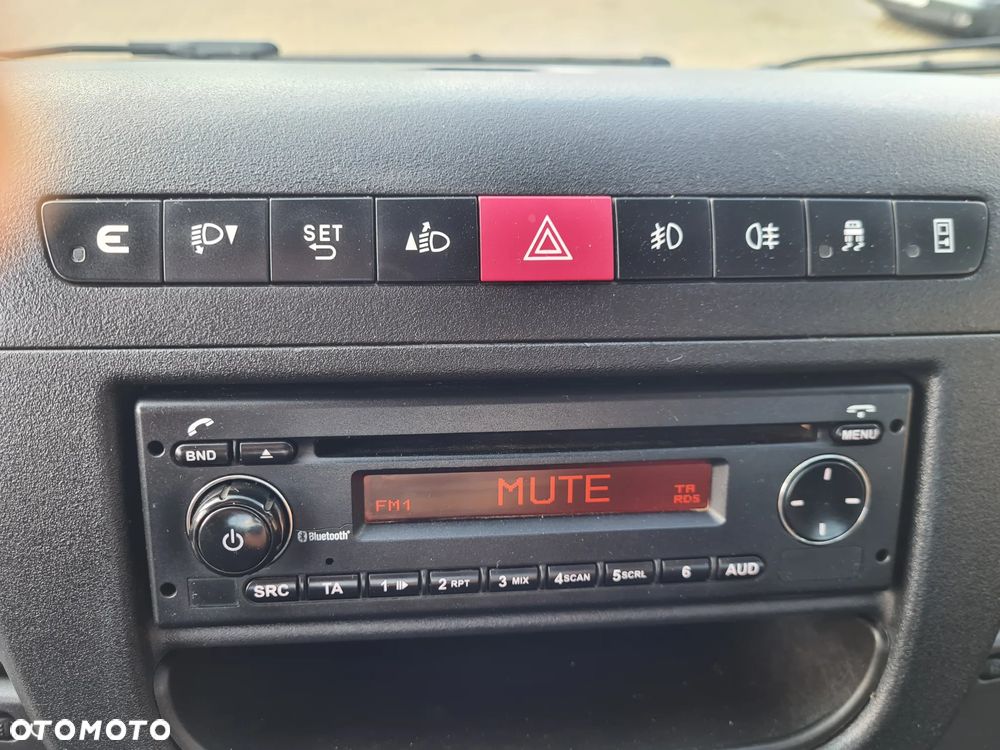 E
SET
BND
MENU
FM1
MUTE
TA
RDS
Bluetooth
SRC
TA
1
2 RPT
3 MIX
4 SCAN
5 SCRL
6
AUD
OTOMOTO